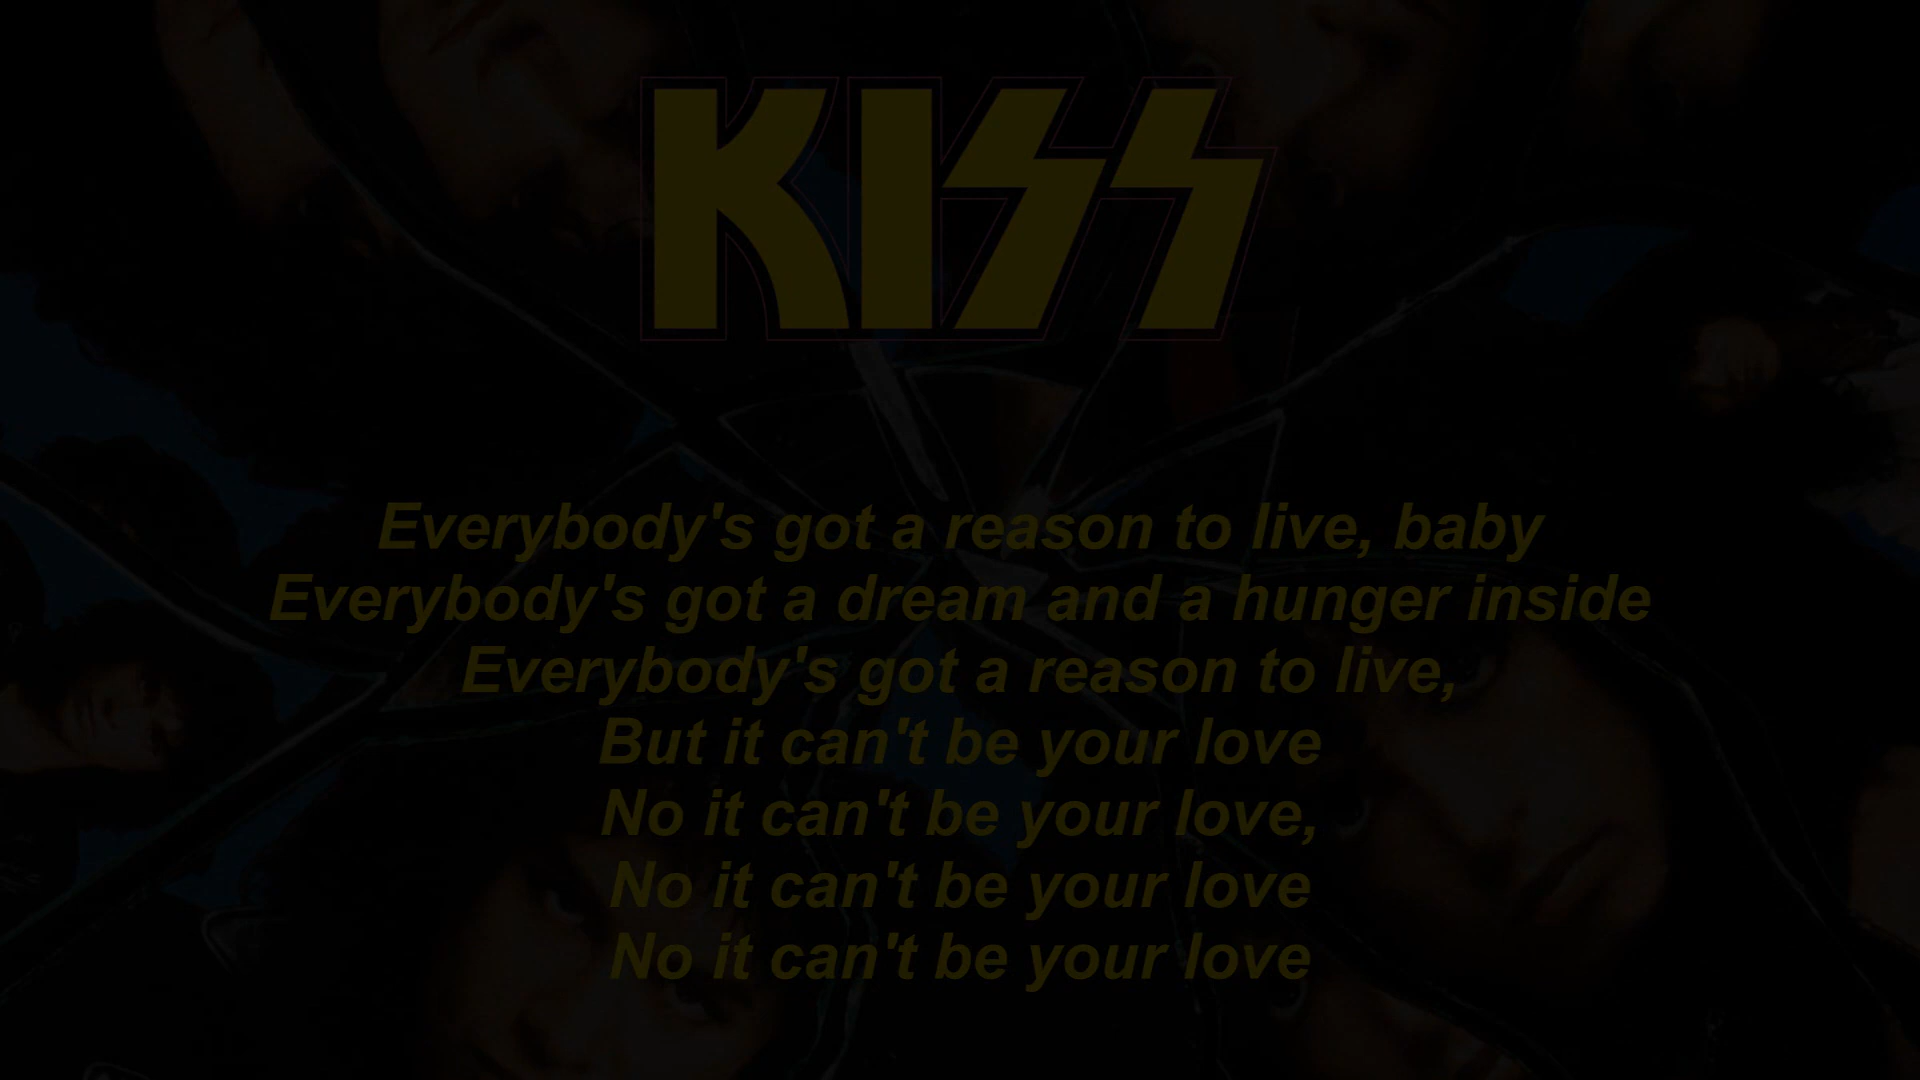 KISS
Everybody's got a reason to live, baby
Everybody's got a dream and a hunger inside
Everybody's got a reason to live,
But it can't be your love
No it can't be your love,
No it can't be your love
No it can't be your love